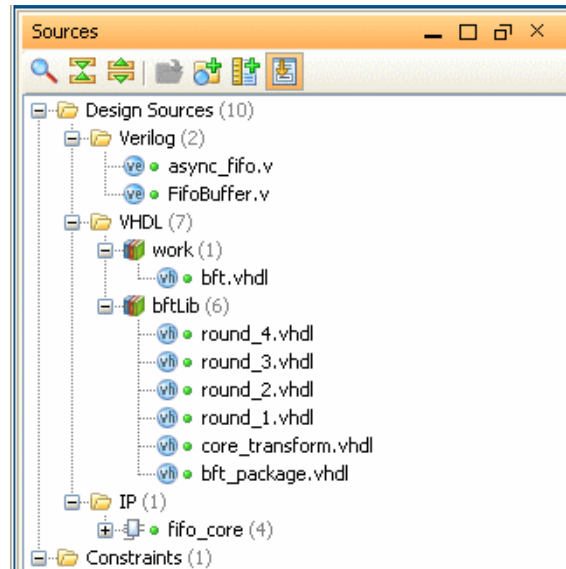 Sources
Design Sources (10)
Verilog (2)
async_fifo.v
FifoBuffer.v
VHDL (7)
work (1)
bft.vhdl
bftLib (6)
round_4.vhdl
round_3.vhdl
round_2.vhdl
round_1.vhdl
core_transform.vhdl
bft_package.vhdl
IP (1)
fifo_core (4)
Constraints (1)